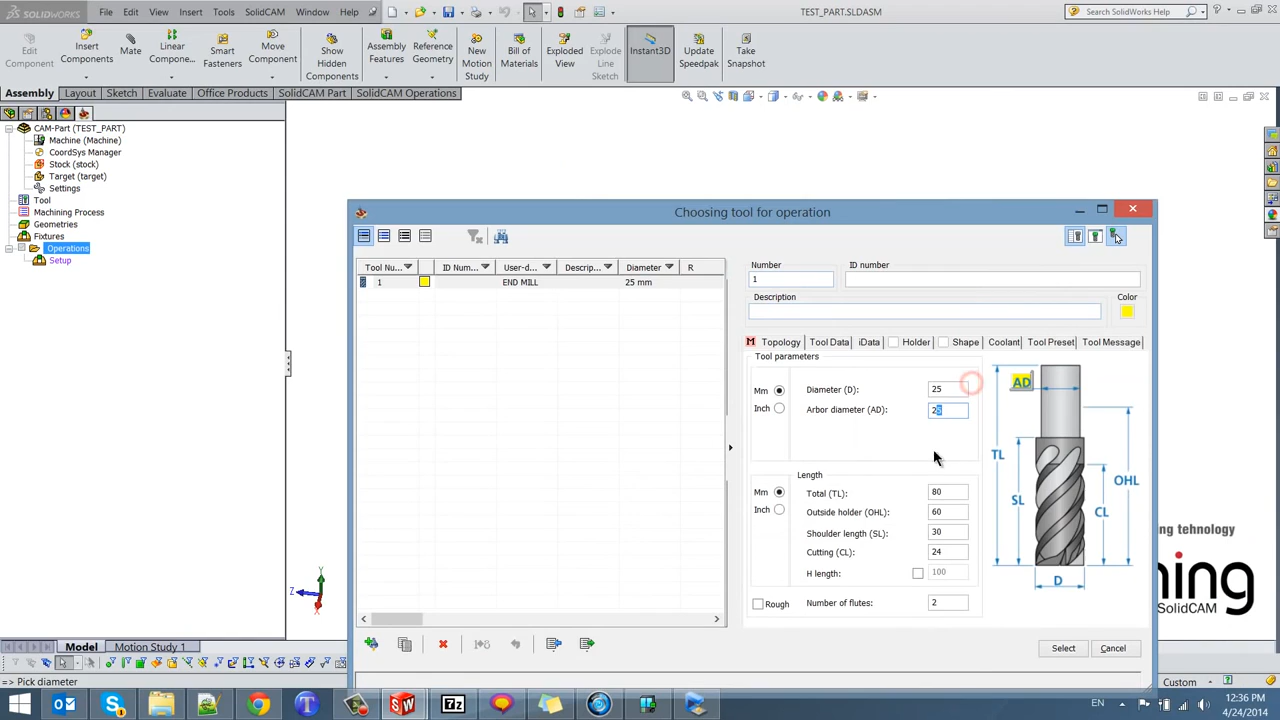 SOLIDWORKS File Edit View Insert Tools SolidCAM Window Help TEST_PART.SLDASM Search SolidWorks Help
Edit Component
Insert Components
Mate
Linear Compone...
Smart Fasteners
Move Component
Show Hidden Components
Assembly Features
Reference Geometry
New Motion Study
Bill of Materials
Exploded View
Explode Line Sketch
Instant3D
Update Speedpak
Take Snapshot
Assembly Layout Sketch Evaluate Office Products SolidCAM Part SolidCAM Operations
CAM-Part (TEST_PART)
Machine (Machine)
CoordSys Manager
Stock (stock)
Target (target)
Settings
Tool
Machining Process
Geometries
Fixtures
Operations
Setup
Choosing tool for operation
Tool Nu... ID Num... User-d... Descrip... Diameter R
1 END MILL 25 mm
Number ID number
1
Description Color
M Topology Tool Data iData Holder Shape Coolant Tool Preset Tool Message
Tool parameters
Mm Diameter (D): 25
Inch Arbor diameter (AD): 25
Length
Mm Total (TL): 80
Inch Outside holder (OHL): 60
Shoulder length (SL): 30
Cutting (CL): 24
H length: 100
Rough Number of flutes: 2
AD
TL
OHL
SL
CL
D
Select Cancel
ing tehnology
ning
SolidCAM
Z
Y
X
Model Motion Study 1
Pick diameter
Custom
EN
12:36 PM
4/24/2014